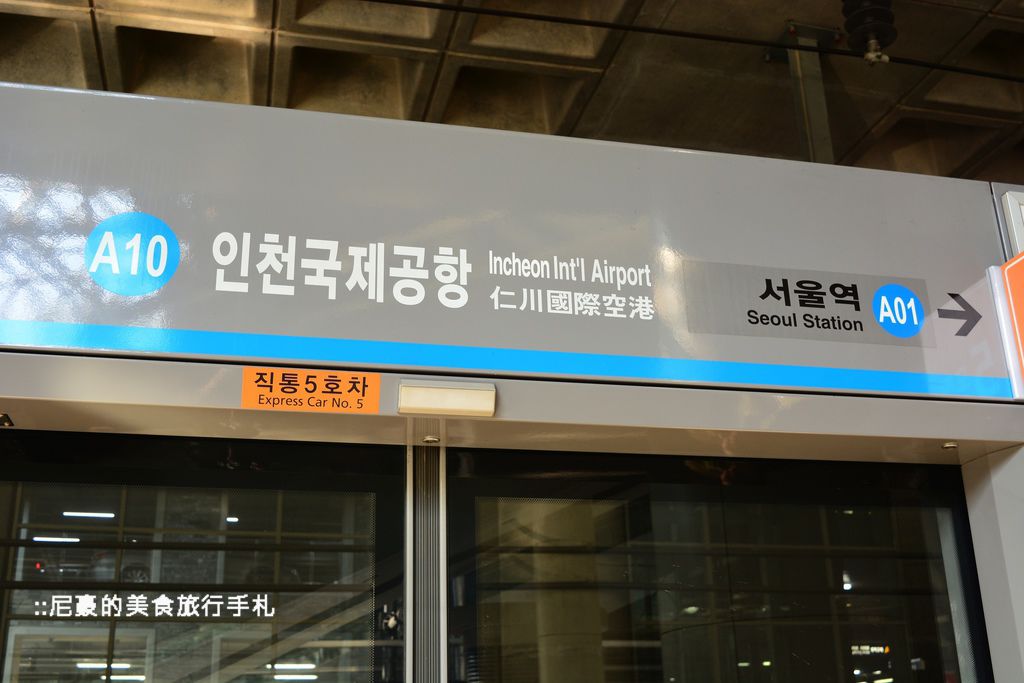 A10
인천국제공항
Incheon Int'l Airport
仁川國際空港
서울역
Seoul Station
A01
직통5호차
Express Car No. 5
::尼豪的美食旅行手札